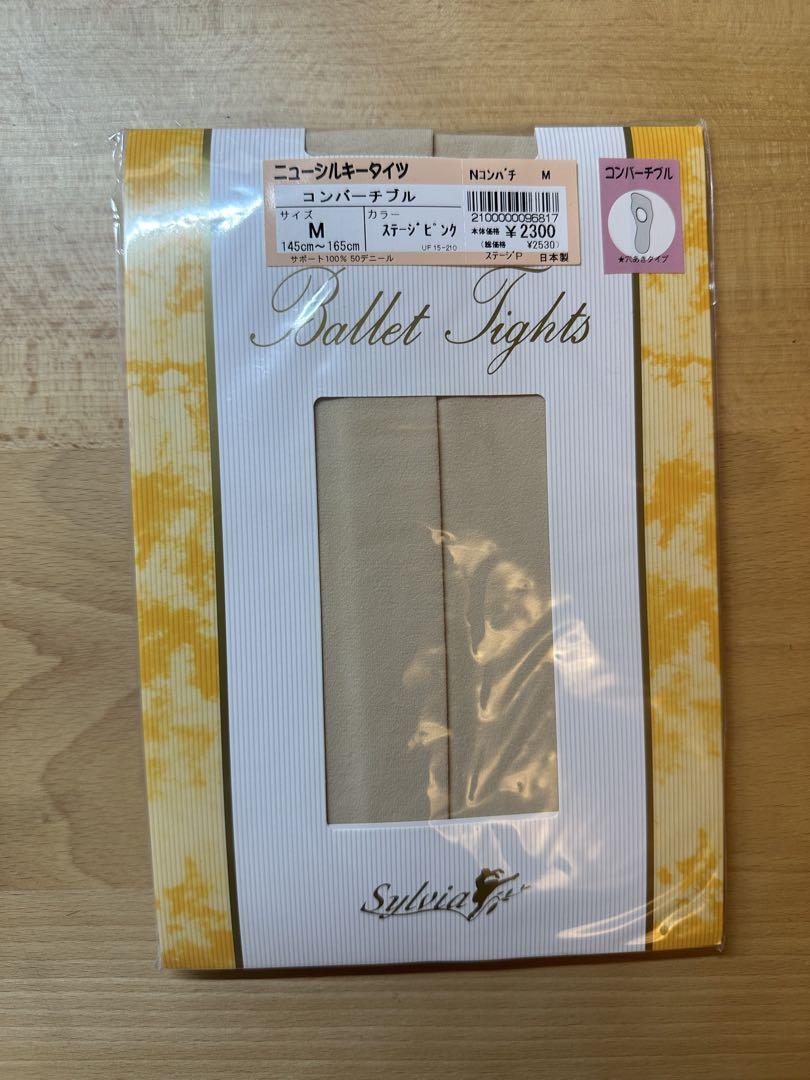 ニューシルキータイツ
コンバーチブル
サイズ
M
145cm～165cm
カラー
ステージピンク
UF 15-210
サポート100% 50デニール
Nコンバチ M
2100000096817
本体価格 ¥2300
(総価格 ¥2530)
ステージP 日本製
コンバーチブル
★穴あきタイプ
Ballet Tights
Sylvia